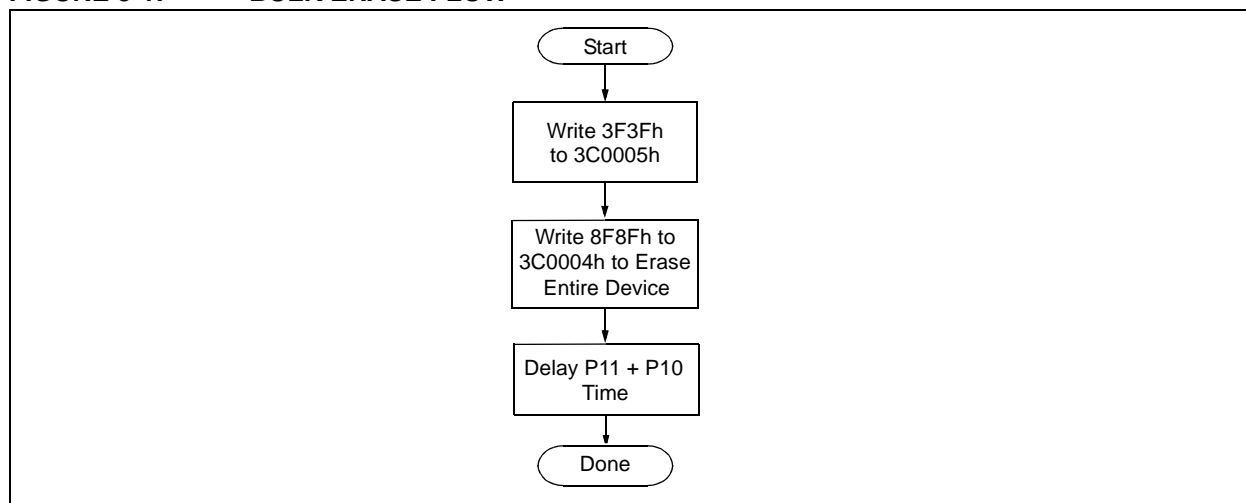 Start
Write 3F3Fh
to 3C0005h
Write 8F8Fh to
3C0004h to Erase
Entire Device
Delay P11 + P10
Time
Done